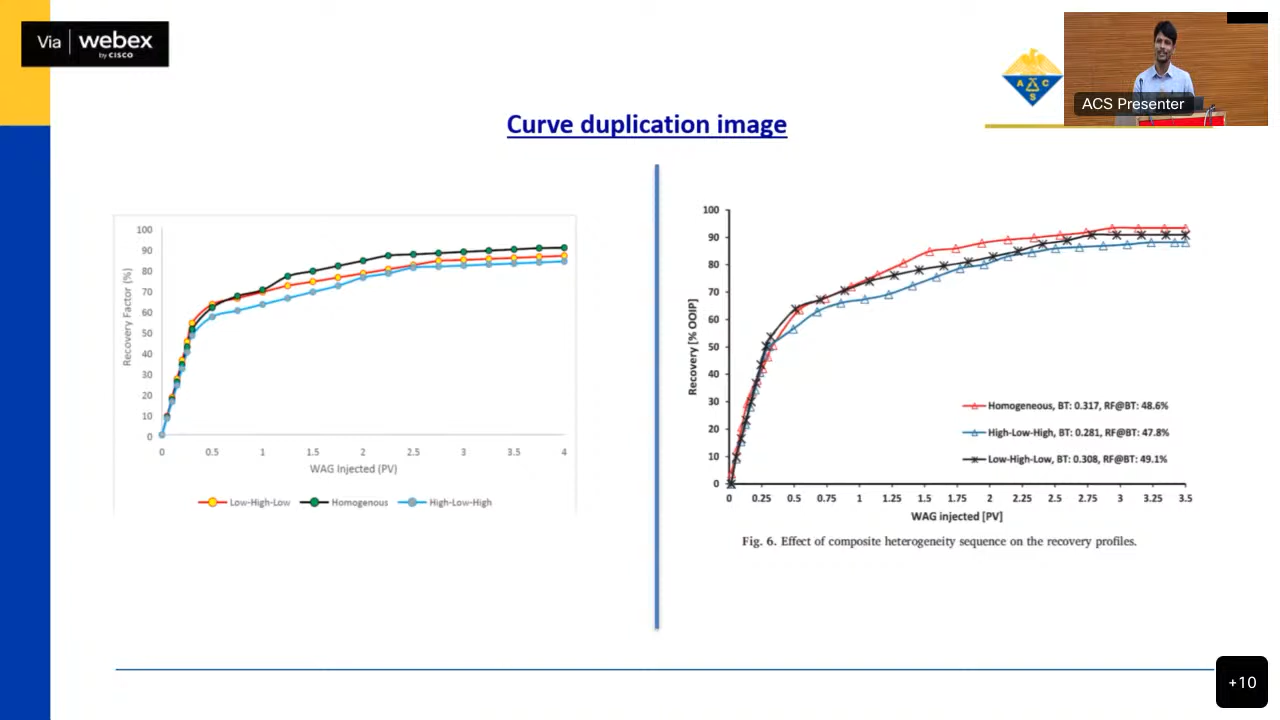 Via webex
by CISCO
A C S
ACS Presenter
Curve duplication image
100
90
80
70
60
50
40
30
20
10
0
Recovery Factor (%)
0 0.5 1 1.5 2 2.5 3 3.5 4
WAG Injected (PV)
Low-High-Low Homogenous High-Low-High
100
90
80
70
60
50
40
30
20
10
0
Recovery [% OOIP]
Homogeneous, BT: 0.317, RF@BT: 48.6%
High-Low-High, BT: 0.281, RF@BT: 47.8%
Low-High-Low, BT: 0.308, RF@BT: 49.1%
0 0.25 0.5 0.75 1 1.25 1.5 1.75 2 2.25 2.5 2.75 3 3.25 3.5
WAG injected [PV]
Fig. 6. Effect of composite heterogeneity sequence on the recovery profiles.
+10